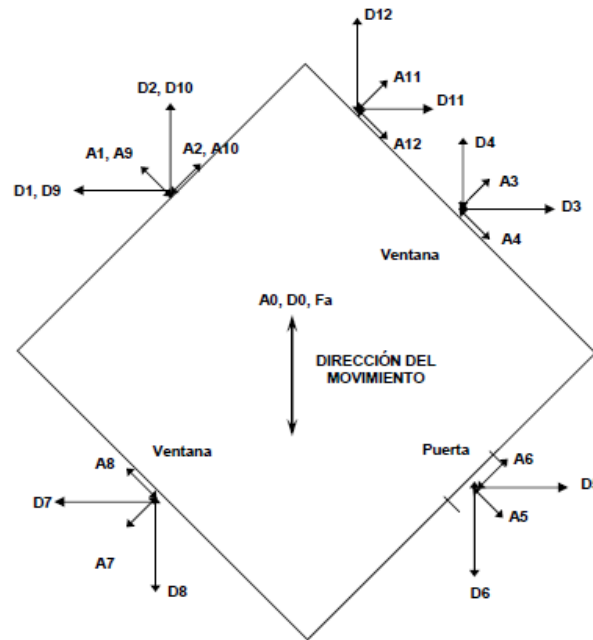 D12
A11
D2, D10
D11
A12
D4
A1, A9
A2, A10
A3
D1, D9
D3
A4
Ventana
A0, D0, Fa
DIRECCIÓN DEL
MOVIMIENTO
Ventana
Puerta
A8
A6
D7
D5
A5
A7
D8
D6